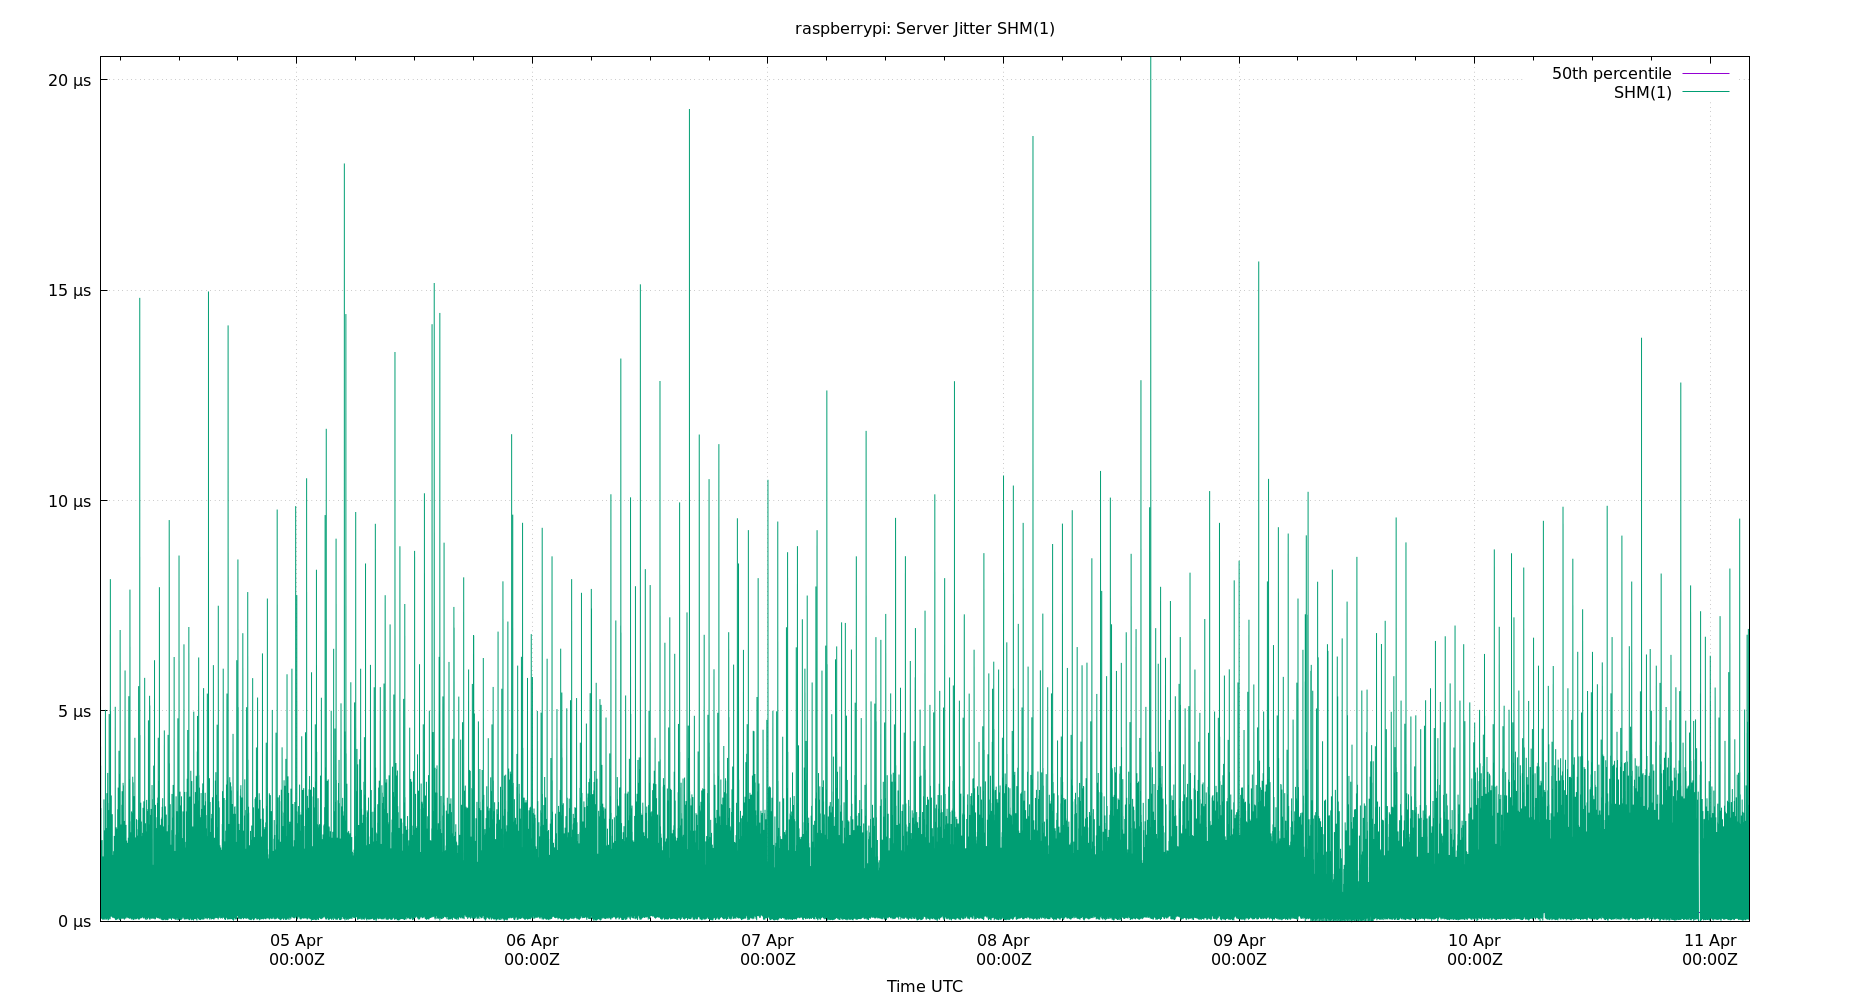 raspberrypi: Server Jitter SHM(1)
20 µs
15 µs
10 µs
5 µs
0 µs
50th percentile
SHM(1)
05 Apr
00:00Z
06 Apr
00:00Z
07 Apr
00:00Z
08 Apr
00:00Z
09 Apr
00:00Z
10 Apr
00:00Z
11 Apr
00:00Z
Time UTC